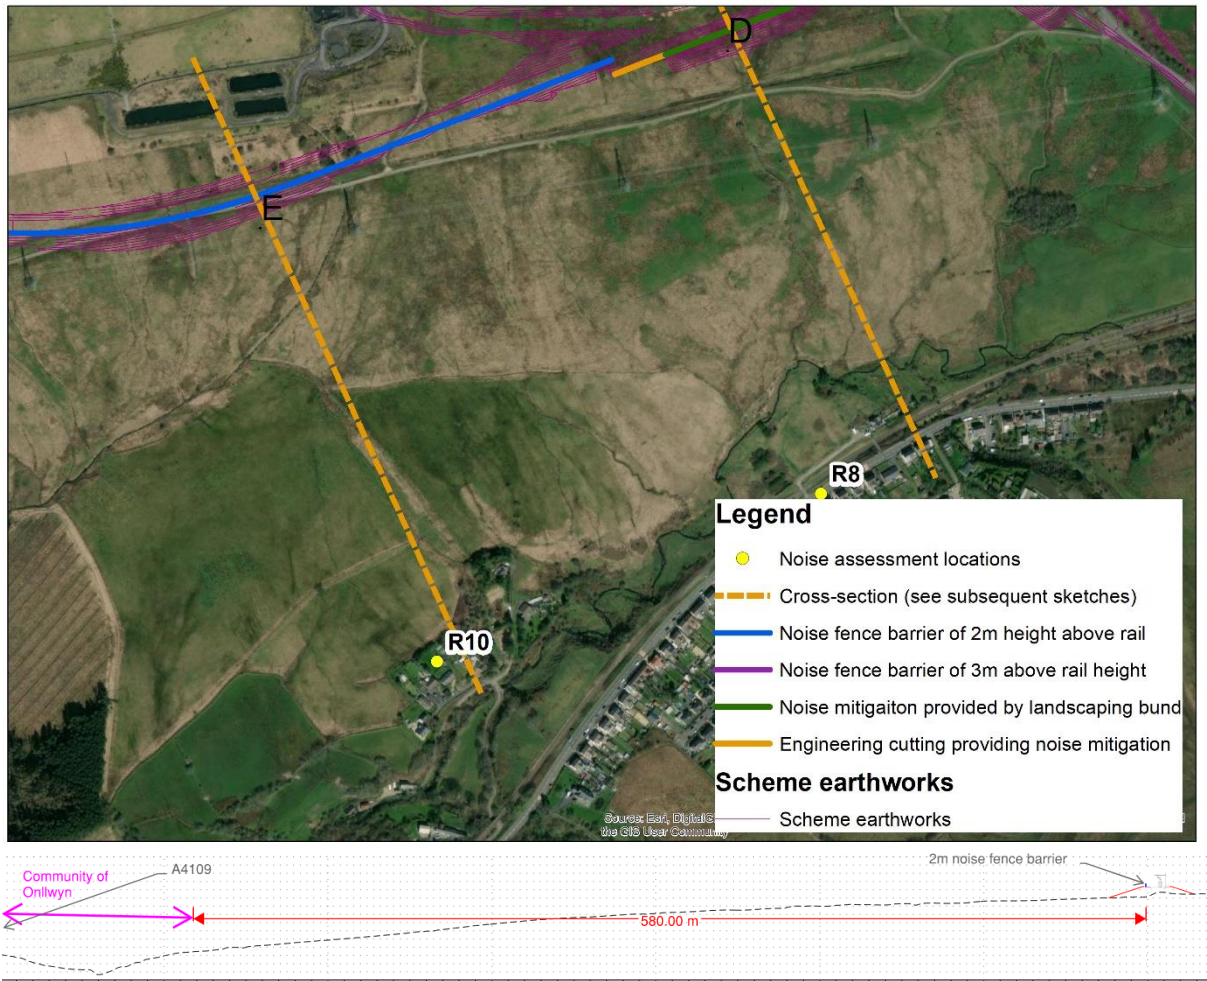 D
E
R8
R10
Legend
Noise assessment locations
Cross-section (see subsequent sketches)
Noise fence barrier of 2m height above rail
Noise fence barrier of 3m above rail height
Noise mitigaiton provided by landscaping bund
Engineering cutting providing noise mitigation
Scheme earthworks
Scheme earthworks
Source: Esri,
the GIS User Community
Community of
Onllwyn
A4109
2m noise fence barrier
580.00 m